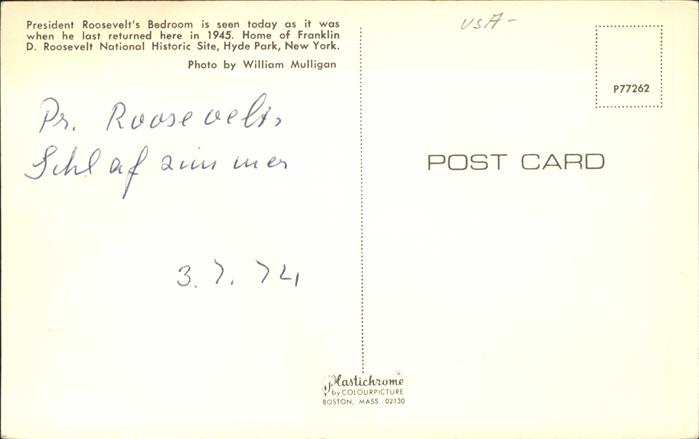 President Roosevelt's Bedroom is seen today as it was
when he last returned here in 1945. Home of Franklin
D. Roosevelt National Historic Site, Hyde Park, New York.
Photo by William Mulligan
Pr. Roosevelts
Schlafzimmer
3.7.74
USA-
P77262
POST CARD
Plastichrome
by COLOURPICTURE
BOSTON, MASS. 02130